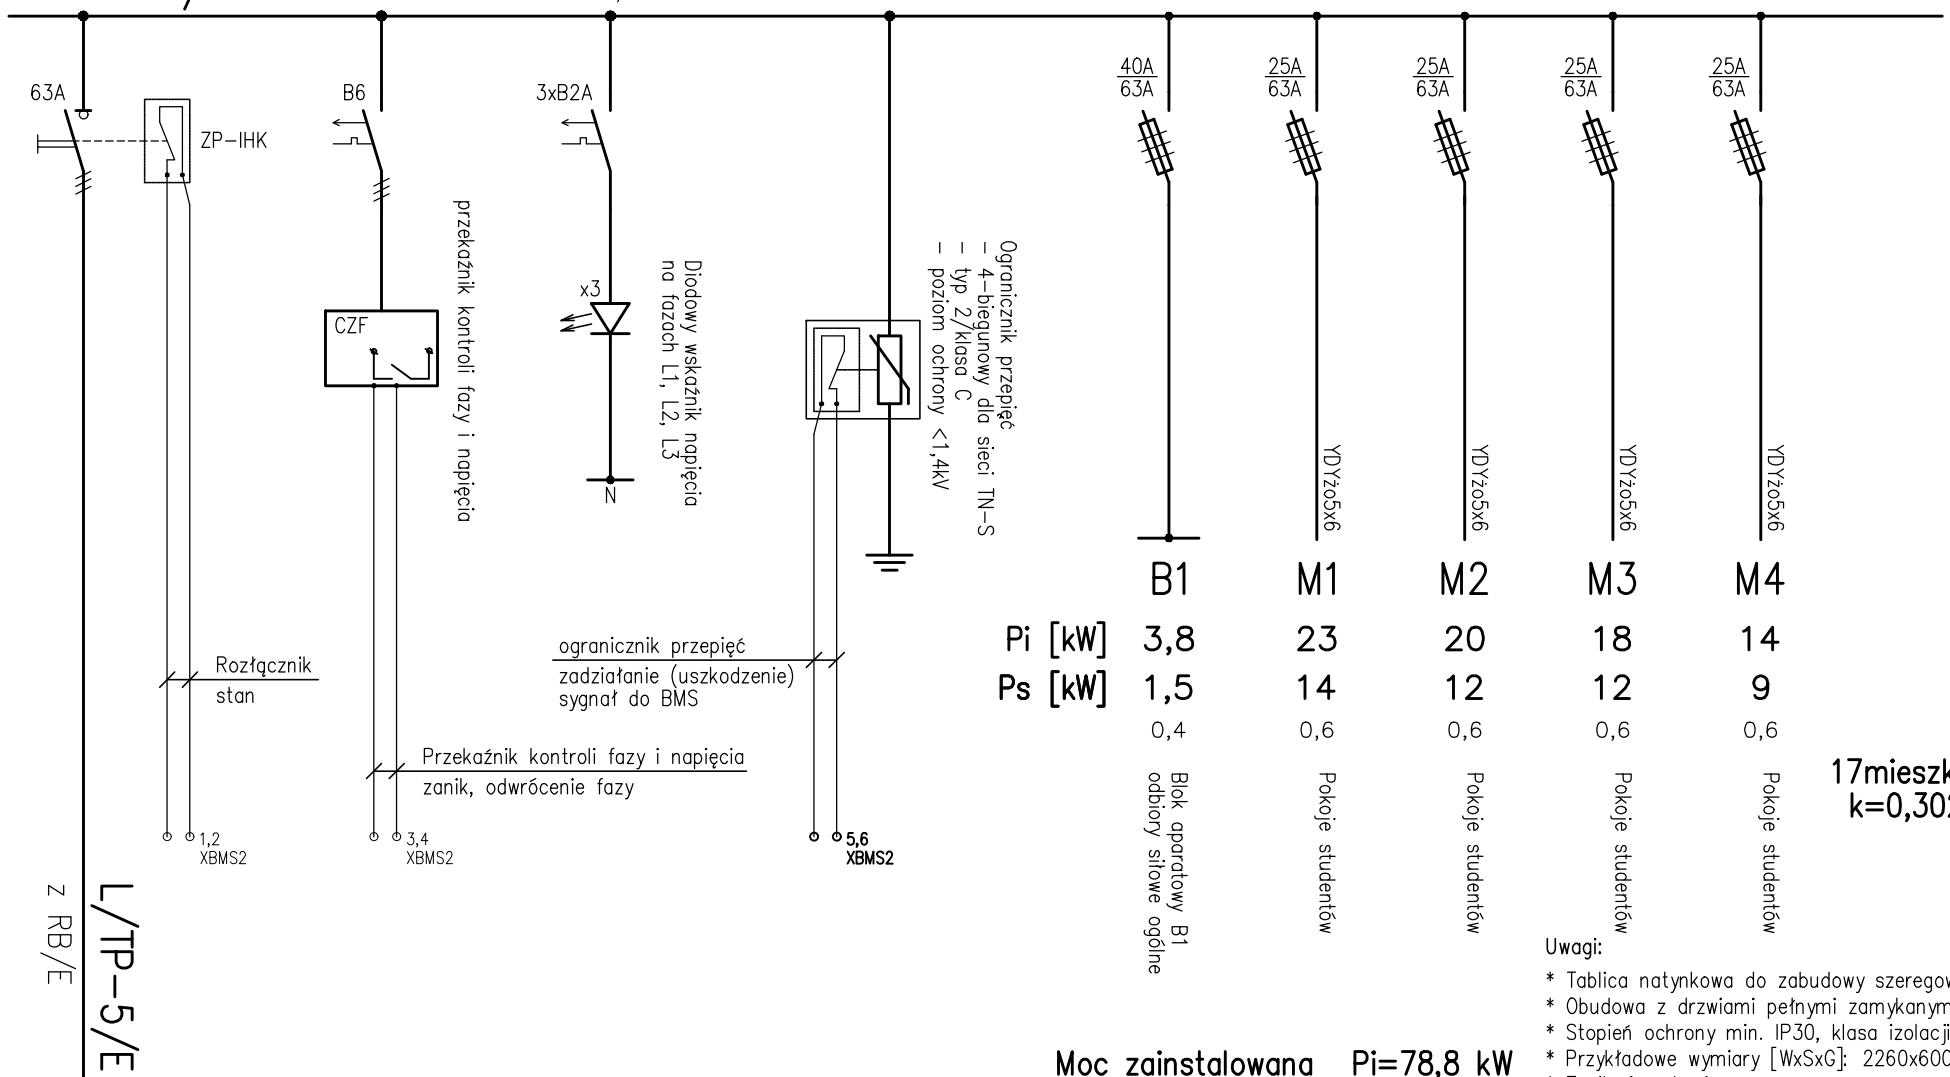 63A
ZP-IHK
B6
3xB2A
40A
63A
25A
63A
25A
63A
25A
63A
25A
63A
przekaźnik kontroli fazy i napięcia
CZF
x3
N
Diodowy wskaźnik napięcia
na fazach L1, L2, L3
Ogranicznik przepięć
- 4-biegunowy dla sieci TN-S
- typ 2/klasa C
- poziom ochrony <1,4kV
YDYżo5x6
YDYżo5x6
YDYżo5x6
YDYżo5x6
B1 M1 M2 M3 M4
Pi [kW] 3,8 23 20 18 14
Ps [kW] 1,5 14 12 12 9
0,4 0,6 0,6 0,6 0,6
Blok aparatowy B1
odbiory siłowe ogólne
Pokoje studentów
Pokoje studentów
Pokoje studentów
Pokoje studentów
Rozłącznik
stan
ogranicznik przepięć
zadziałanie (uszkodzenie)
sygnał do BMS
Przekaźnik kontroli fazy i napięcia
zanik, odwrócenie fazy
1,2
XBMS2
3,4
XBMS2
5,6
XBMS2
17mieszk
k=0,302
L/TP-5/E
z RB/E
Uwagi:
* Tablica natynkowa do zabudowy szeregow
* Obudowa z drzwiami pełnymi zamykanym
* Stopień ochrony min. IP30, klasa izolacji
* Przykładowe wymiary [WxSxG]: 2260x600
Moc zainstalowana Pi=78,8 kW